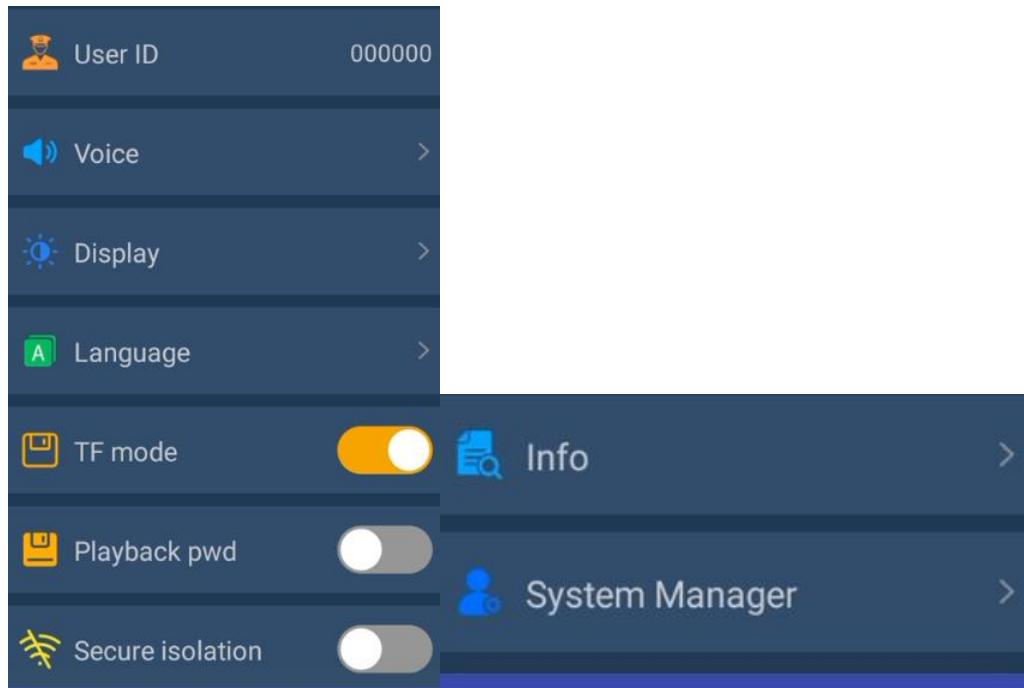 User ID 000000
Voice
Display
Language
A
TF mode
Playback pwd
Secure isolation
Info
System Manager